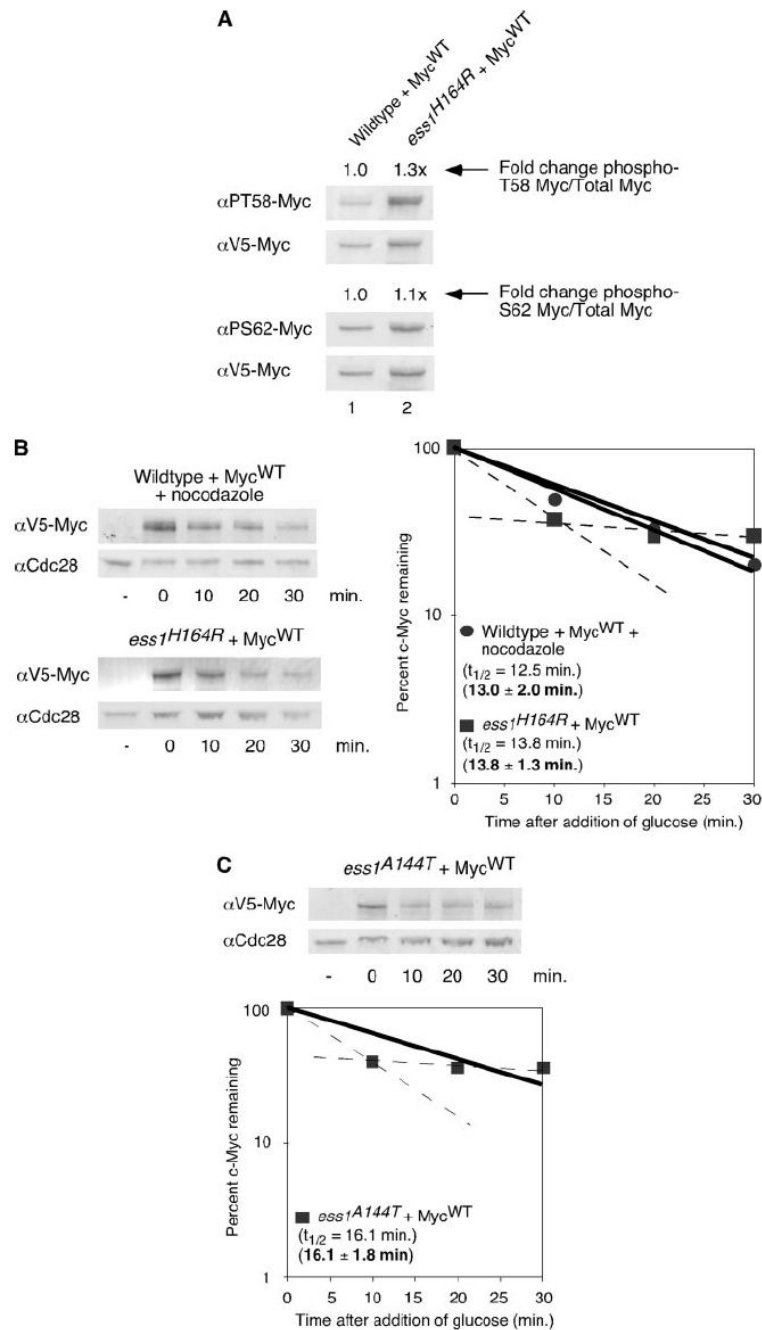 A
Wildtype + MycWT
ess1H164R + MycWT
1.0 1.3x Fold change phospho-
T58 Myc/Total Myc
αPT58-Myc
αV5-Myc
1.0 1.1x Fold change phospho-
S62 Myc/Total Myc
αPS62-Myc
αV5-Myc
1 2
B
Wildtype + MycWT
+ nocodazole
αV5-Myc
αCdc28
- 0 10 20 30 min.
ess1H164R + MycWT
αV5-Myc
αCdc28
- 0 10 20 30 min.
Percent c-Myc remaining
100
10
1
Wildtype + MycWT +
nocodazole
(t1/2 = 12.5 min.)
(13.0 ± 2.0 min.)
ess1H164R + MycWT
(t1/2 = 13.8 min.)
(13.8 ± 1.3 min.)
0 5 10 15 20 25 30
Time after addition of glucose (min.)
C
ess1A144T + MycWT
αV5-Myc
αCdc28
- 0 10 20 30 min.
Percent c-Myc remaining
100
10
1
ess1A144T + MycWT
(t1/2 = 16.1 min.)
(16.1 ± 1.8 min)
0 5 10 15 20 25 30
Time after addition of glucose (min.)